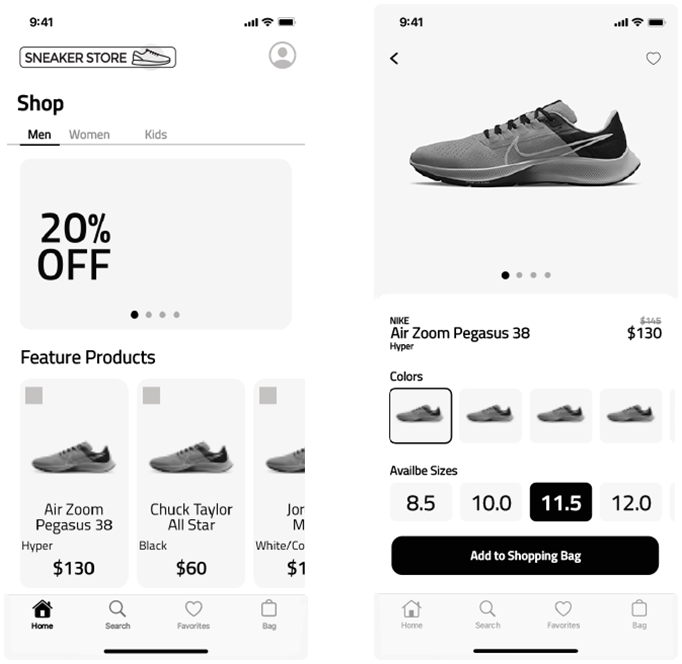 9:41
SNEAKER STORE
Shop
Men Women Kids
20%
OFF
Feature Products
Air Zoom
Pegasus 38
Hyper
$130
Chuck Taylor
All Star
Black
$60
Jor
M
White/Co
$1
Home Search Favorites Bag
9:41
NIKE
$145
Air Zoom Pegasus 38
$130
Hyper
Colors
Availbe Sizes
8.5 10.0 11.5 12.0
Add to Shopping Bag
Home Search Favorites Bag